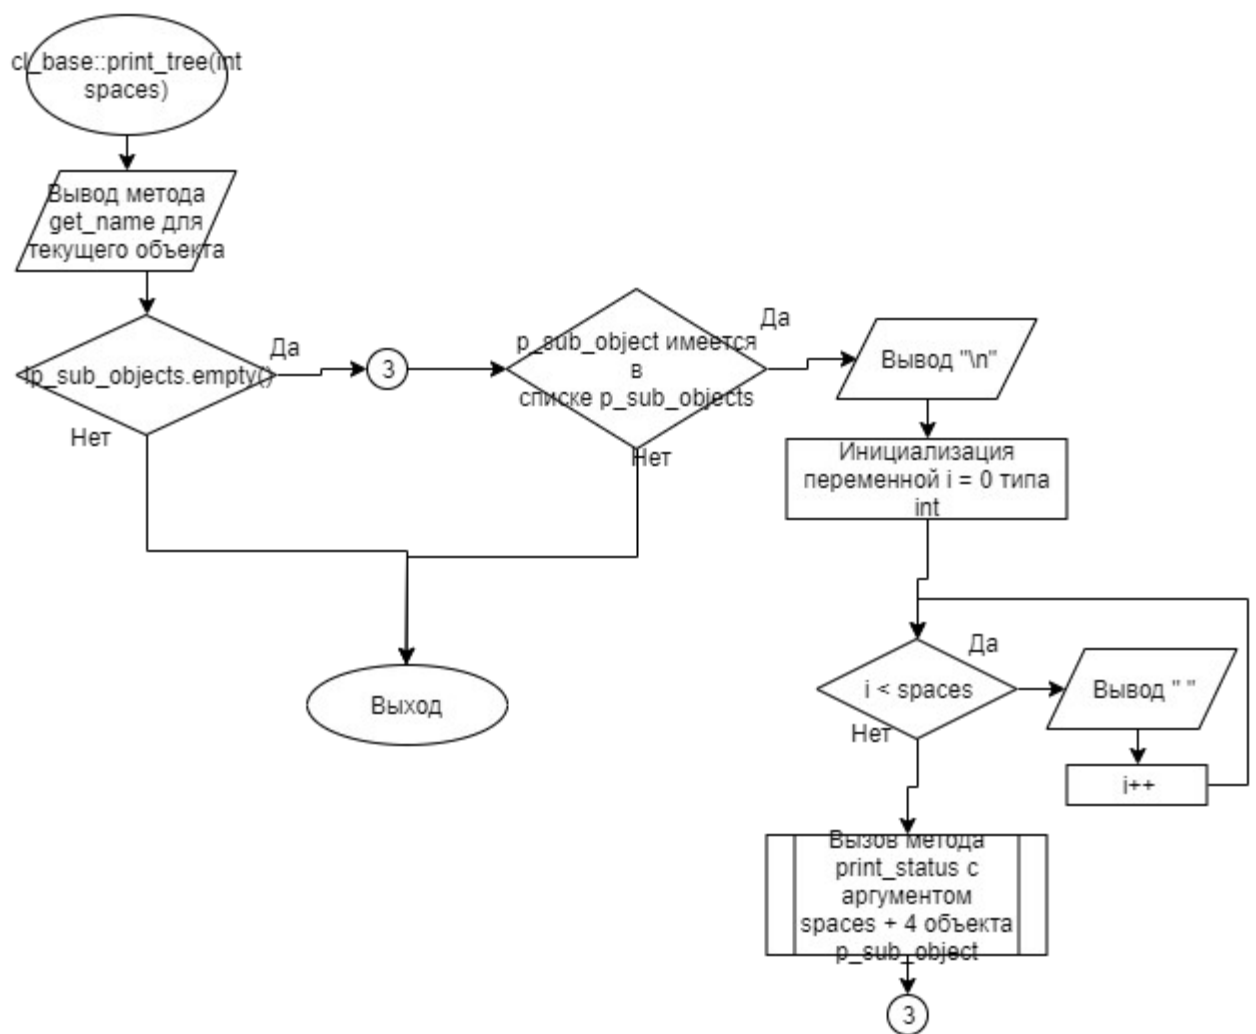 cl_base::print_tree(int
spaces)
Вывод метода
get_name для
текущего объекта
!p_sub_objects.empty()
Да
Нет
3
p_sub_object имеется
в
списке p_sub_objects
Да
Нет
Вывод "\n"
Инициализация
переменной i = 0 типа
int
i < spaces
Да
Нет
Вывод " "
i++
Вызов метода
print_status с
аргументом
spaces + 4 объекта
p_sub_object
3
Выход